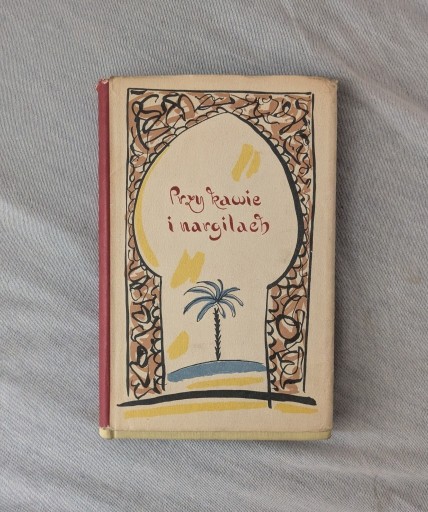 Przy kawie
i nargilach